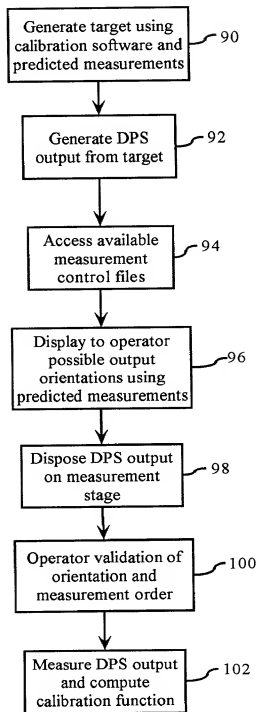 Generate target using
calibration software and
predicted measurements
90
Generate DPS
output from target
92
Access available
measurement
control files
94
Display to operator
possible output
orientations using
predicted measurements
96
Dispose DPS output
on measurement
stage
98
Operator validation of
orientation and
measurement order
100
Measure DPS output
and compute
calibration function
102